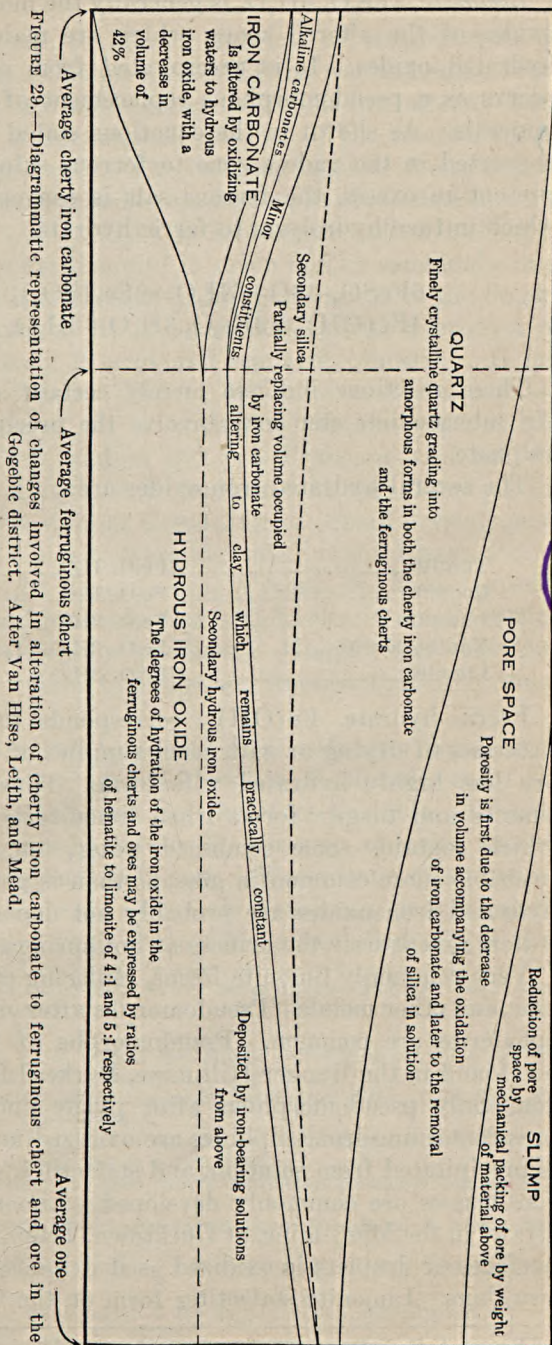 SLUMP
Reduction of pore
space by
mechanical packing of ore by weight
of material above
PORE SPACE
Porosity is first due to the decrease
in volume accompanying the oxidation
of iron carbonate and later to the removal
of silica in solution
QUARTZ
Finely crystalline quartz grading into
amorphous forms in both the cherty iron carbonate
and the ferruginous cherts
Secondary silica
Partially replacing volume occupied
by iron carbonate
Alkaline carbonates
Minor constituents altering to clay which remains practically constant
IRON CARBONATE
Is altered by oxidizing
waters to hydrous
iron oxide, with a
decrease in
volume of
42%
Secondary hydrous iron oxide
Deposited by iron-bearing solutions
from above
HYDROUS IRON OXIDE
The degrees of hydration of the iron oxide in the
ferruginous cherts and ores may be expressed by ratios
of hematite to limonite of 4:1 and 5:1 respectively
Average cherty iron carbonate
Average ferruginous chert
Average ore
FIGURE 29.—Diagrammatic representation of changes involved in alteration of cherty iron carbonate to ferruginous chert and ore in the
Gogebic district. After Van Hise, Leith, and Mead.